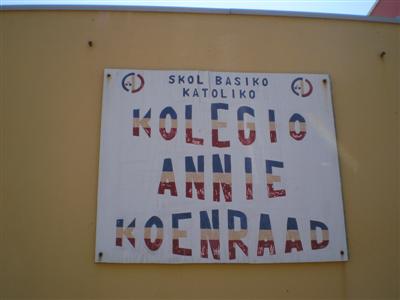 SKOL BASIKO
KATOLIKO
KOLEGIO
ANNIE
KOENRAAD